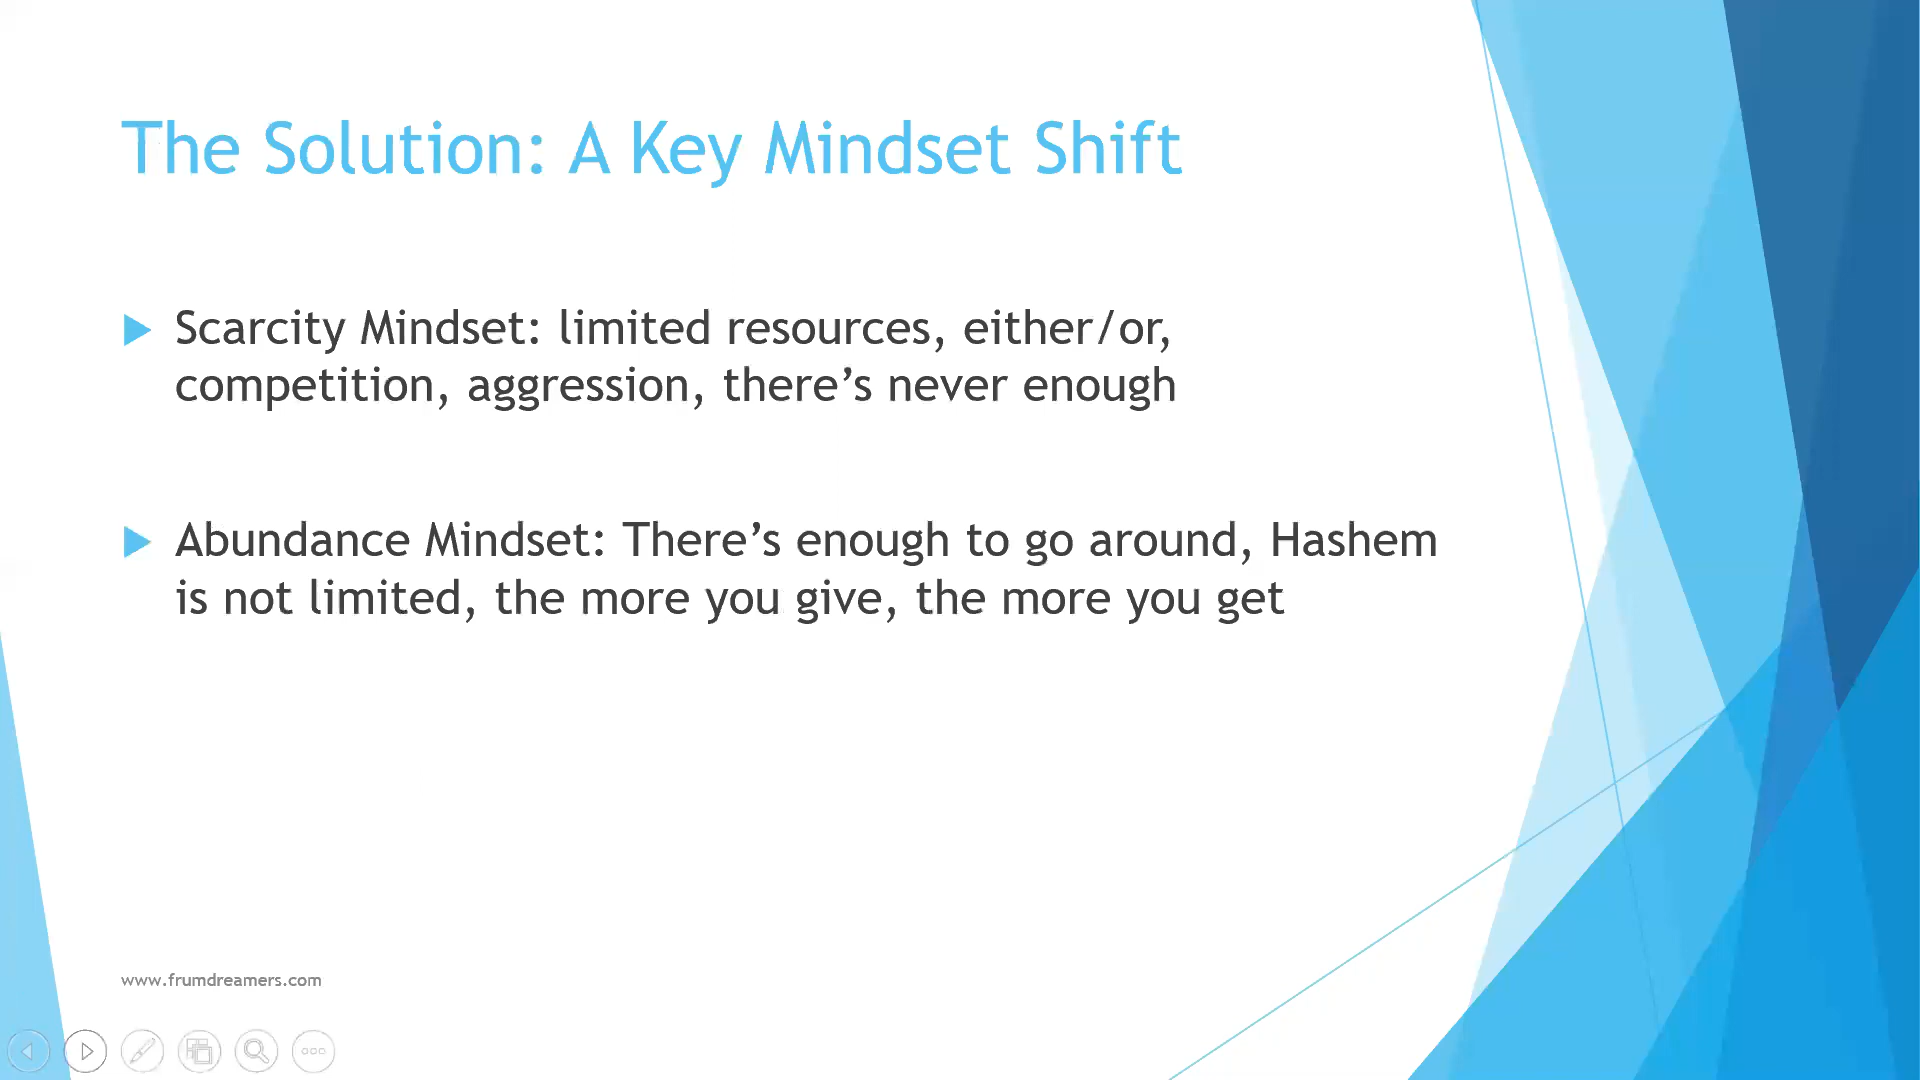 The Solution: A Key Mindset Shift
Scarcity Mindset: limited resources, either/or,
competition, aggression, there’s never enough
Abundance Mindset: There’s enough to go around, Hashem
is not limited, the more you give, the more you get
www.frumdreamers.com